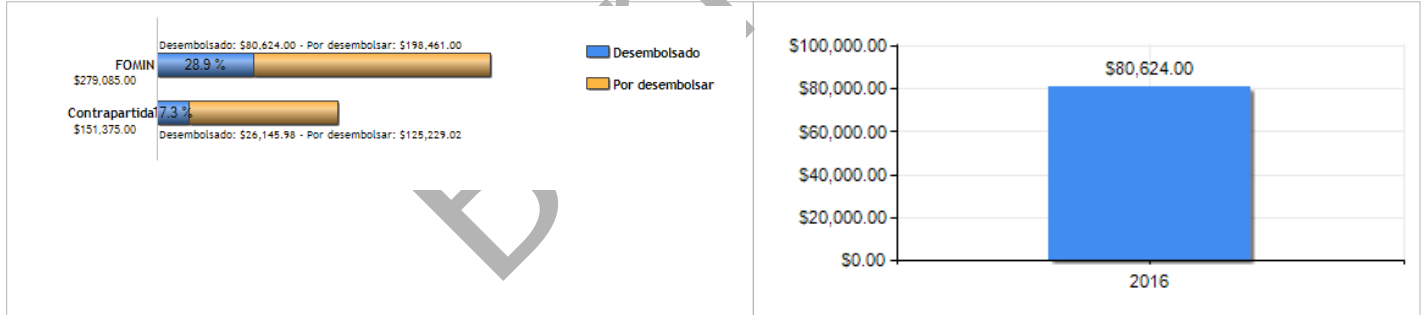 Desembolsado: $80,624.00 - Por desembolsar: $198,461.00
FOMIN
28.9 %
$279,085.00
Contrapartida
17.3 %
$151,375.00
Desembolsado: $26,145.98 - Por desembolsar: $125,229.02
Desembolsado
Por desembolsar
$100,000.00
$80,000.00
$60,000.00
$40,000.00
$20,000.00
$0.00
$80,624.00
2016